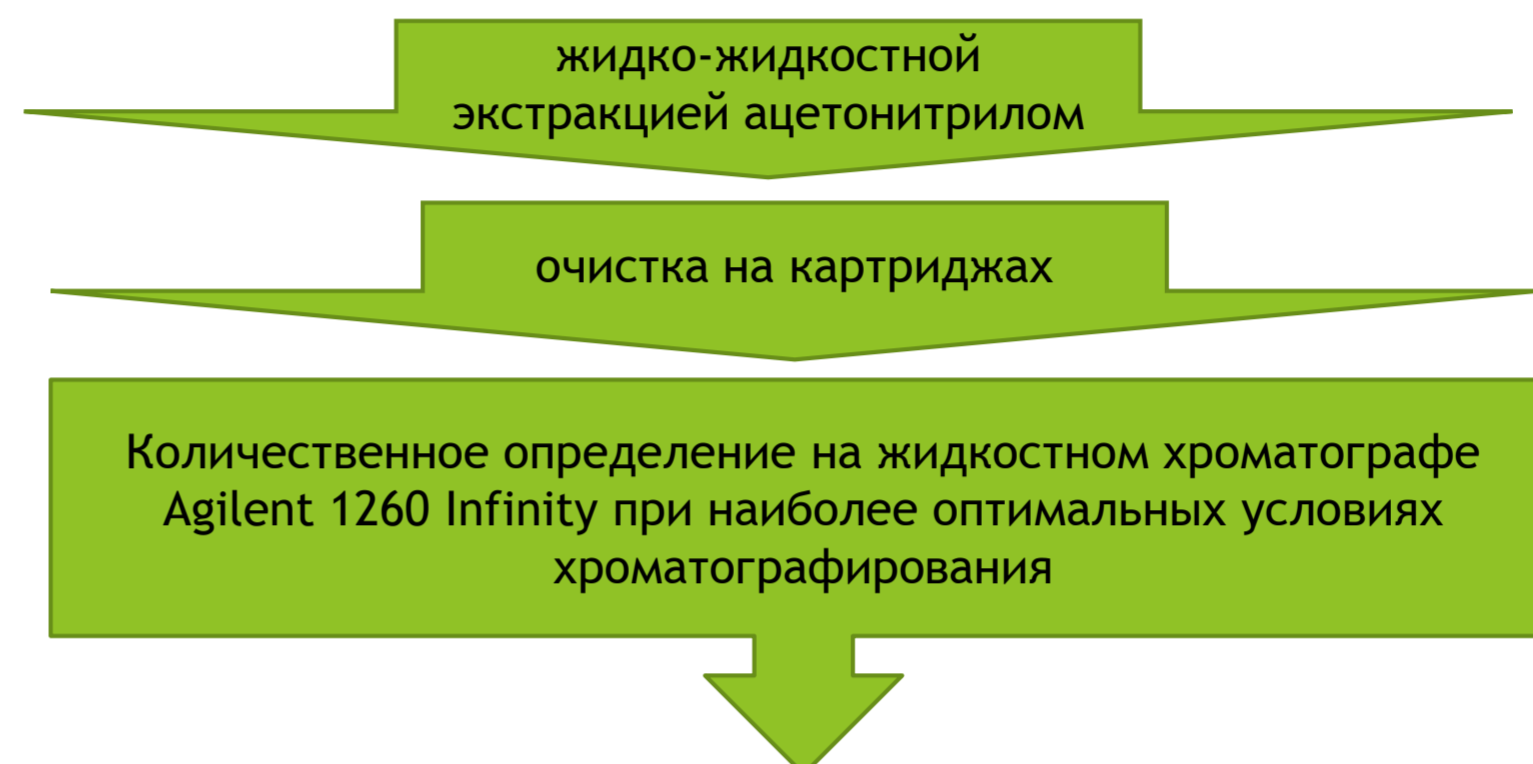 жидко-жидкостной
экстракцией ацетонитрилом
очистка на картриджах
Количественное определение на жидкостном хроматографе
Agilent 1260 Infinity при наиболее оптимальных условиях
хроматографирования